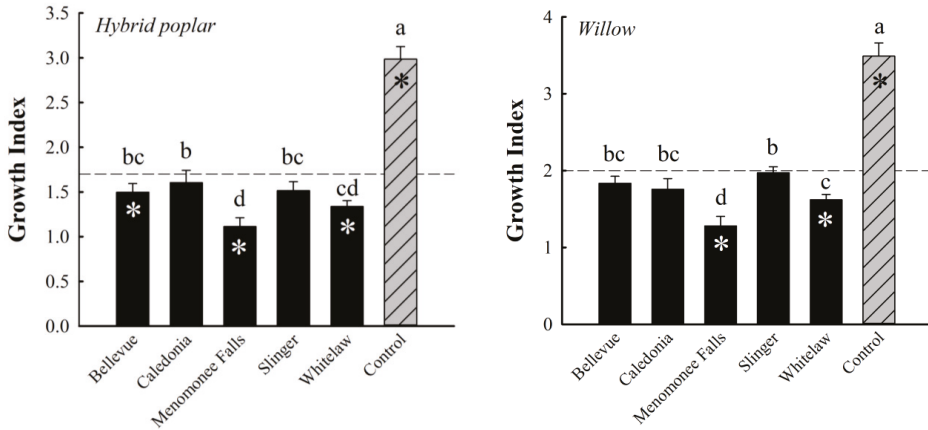 Hybrid poplar
Growth Index
3.5
3.0
2.5
2.0
1.5
1.0
0.5
0.0
bc
b
d
bc
cd
a
*
*
*
*
Bellevue
Caledonia
Menomonee Falls
Slinger
Whitelaw
Control
Willow
Growth Index
4
3
2
1
0
bc
bc
d
b
c
a
*
*
*
Bellevue
Caledonia
Menomonee Falls
Slinger
Whitelaw
Control